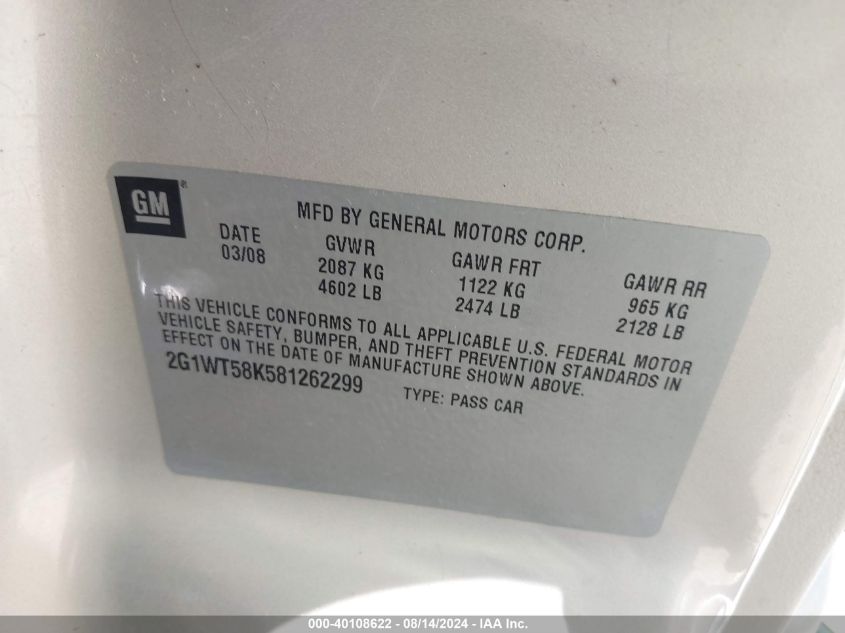 GM®
MFD BY GENERAL MOTORS CORP.
DATE GVWR GAWR FRT GAWR RR
03/08 2087 KG 1122 KG 965 KG
4602 LB 2474 LB 2128 LB
THIS VEHICLE CONFORMS TO ALL APPLICABLE U.S. FEDERAL MOTOR
VEHICLE SAFETY, BUMPER, AND THEFT PREVENTION STANDARDS IN
EFFECT ON THE DATE OF MANUFACTURE SHOWN ABOVE.
2G1WT58K581262299 TYPE: PASS CAR
000-40108622 - 08/14/2024 - IAA Inc.